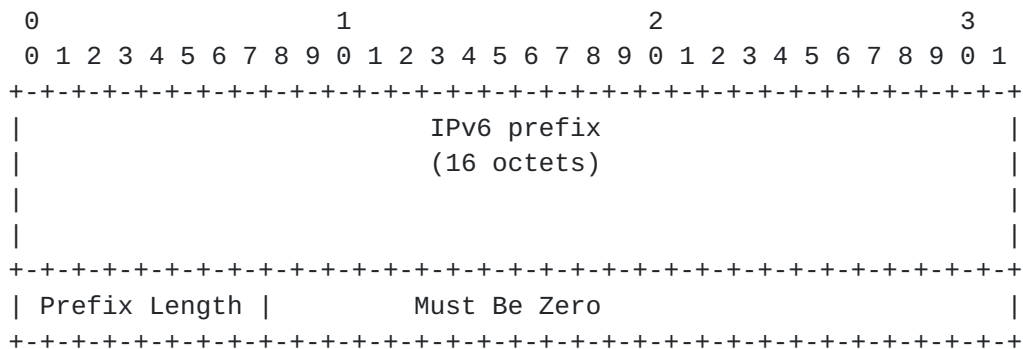 0                   1                   2                   3
 0 1 2 3 4 5 6 7 8 9 0 1 2 3 4 5 6 7 8 9 0 1 2 3 4 5 6 7 8 9 0 1
+-+-+-+-+-+-+-+-+-+-+-+-+-+-+-+-+-+-+-+-+-+-+-+-+-+-+-+-+-+-+-+-+
|                          IPv6 prefix                          |
|                          (16 octets)                          |
|                                                               |
|                                                               |
+-+-+-+-+-+-+-+-+-+-+-+-+-+-+-+-+-+-+-+-+-+-+-+-+-+-+-+-+-+-+-+-+
| Prefix Length |         Must Be Zero                          |
+-+-+-+-+-+-+-+-+-+-+-+-+-+-+-+-+-+-+-+-+-+-+-+-+-+-+-+-+-+-+-+-+